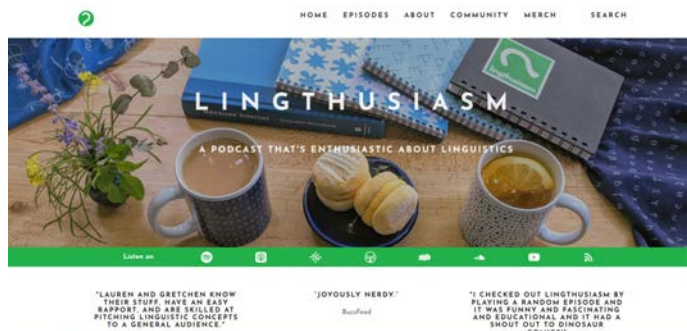 HOME EPISODES ABOUT COMMUNITY MERCH SEARCH
lingthusiasm
LINGTHUSIASM
A PODCAST THAT'S ENTHUSIASTIC ABOUT LINGUISTICS
Listen on
"LAUREN AND GRETCHEN KNOW
THEIR STUFF, HAVE AN EASY
RAPPORT, AND ARE SKILLED AT
PITCHING LINGUISTIC CONCEPTS
TO A GENERAL AUDIENCE."
"JOYOUSLY NERDY."
BuzzFeed
"I CHECKED OUT LINGTHUSIASM BY
PLAYING A RANDOM EPISODE AND
IT WAS FUNNY AND FASCINATING
AND EDUCATIONAL AND IT HAD A
SHOUT OUT TO DINOSAUR